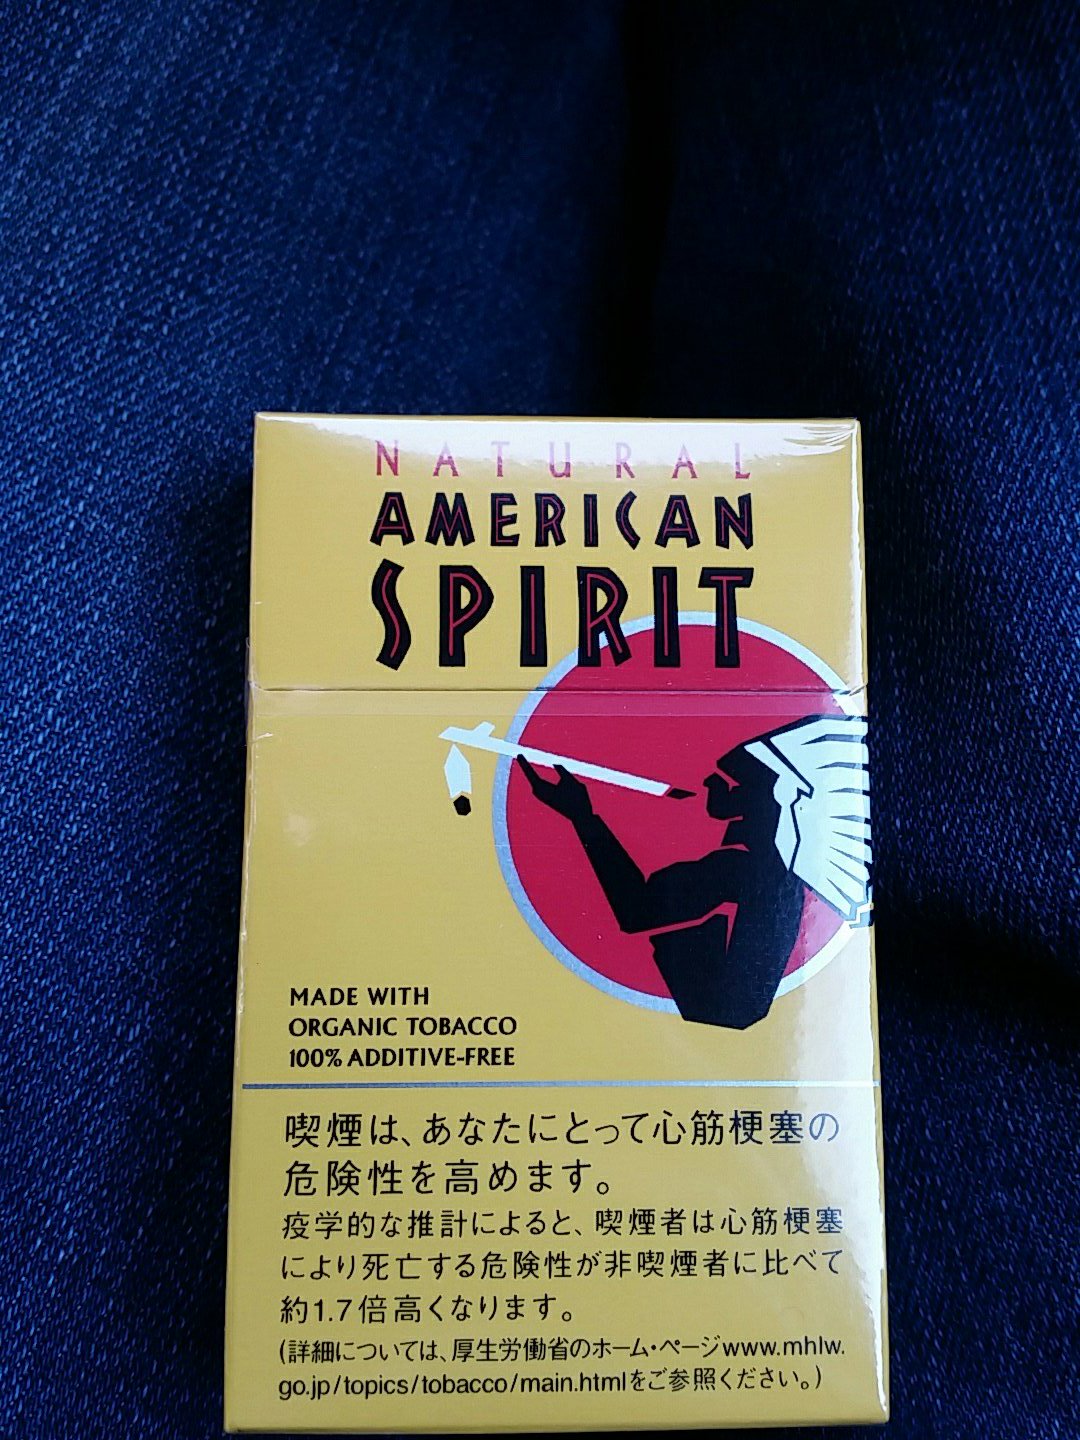 NATURAL
AMERICAN
SPIRIT
MADE WITH
ORGANIC TOBACCO
100% ADDITIVE-FREE
喫煙は、あなたにとって心筋梗塞の
危険性を高めます。
疫学的な推計によると、喫煙者は心筋梗塞
により死亡する危険性が非喫煙者に比べて
約1.7倍高くなります。
(詳細については、厚生労働省のホーム・ページwww.mhlw.
go.jp/topics/tobacco/main.htmlをご参照ください。)